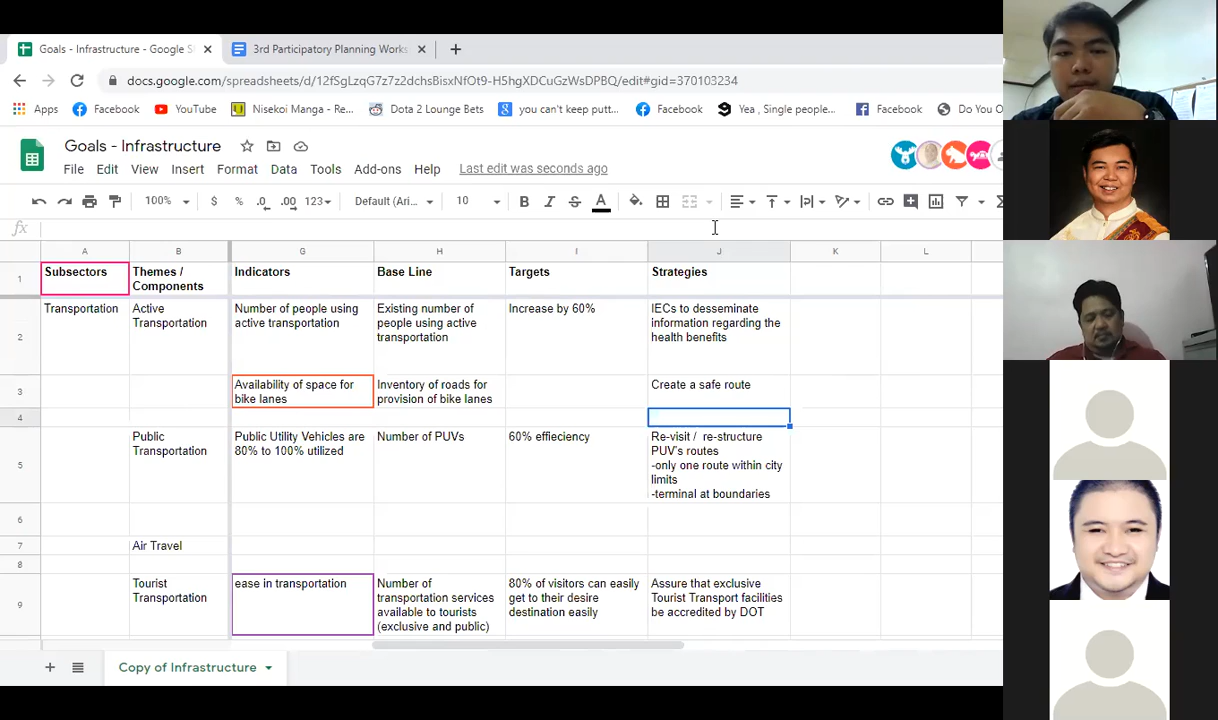 Goals - Infrastructure - Google S
3rd Participatory Planning Works
docs.google.com/spreadsheets/d/12fSgLzqG7z7z2dchsBisxNfOt9-H5hgXDCuGzWsDPBQ/edit#gid=370103234
Apps Facebook YouTube Nisekoi Manga - Re... Dota 2 Lounge Bets you can't keep putt... Facebook Yea , Single people... Facebook Do You O
Goals - Infrastructure
File Edit View Insert Format Data Tools Add-ons Help Last edit was seconds ago
100% $ % .0 .00 123 Default (Ari... 10 B I S A
fx
A B G H I J K L
1 Subsectors Themes / Indicators Base Line Targets Strategies
Components
2 Transportation Active Number of people using Existing number of Increase by 60% IECs to desseminate
Transportation active transportation people using active information regarding the
transportation health benefits
3 Availability of space for Inventory of roads for Create a safe route
bike lanes provision of bike lanes
4
5 Public Public Utility Vehicles are Number of PUVs 60% effieciency Re-visit / re-structure
Transportation 80% to 100% utilized PUV's routes
-only one route within city
limits
-terminal at boundaries
6
7 Air Travel
8
9 Tourist ease in transportation Number of 80% of visitors can easily Assure that exclusive
Transportation transportation services get to their desire Tourist Transport facilities
available to tourists destination easily be accredited by DOT
(exclusive and public)
Copy of Infrastructure